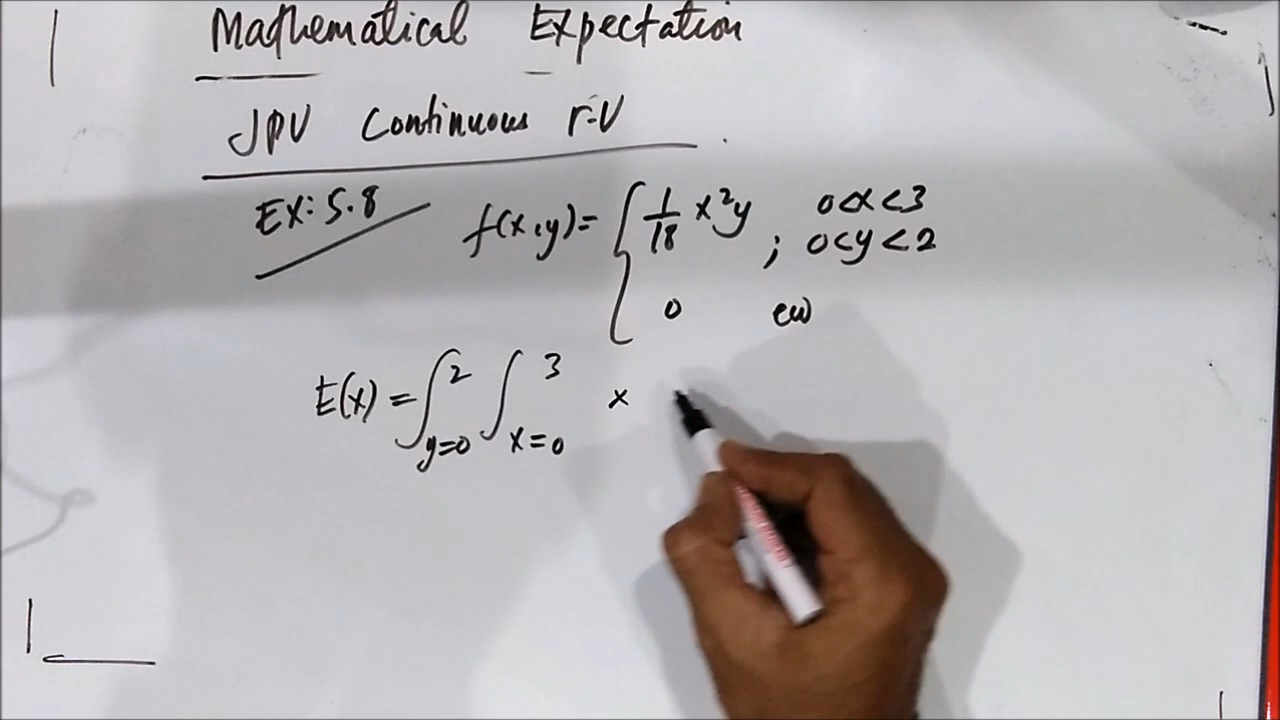 Mathematical Expectation
JPV Continuous r.V
EX: 5.8
f(x,y)= { 1/18 x²y ; 0<x<3
0<y<2
0 ew
E(x) = ∫ y=0 2 ∫ x=0 3 x